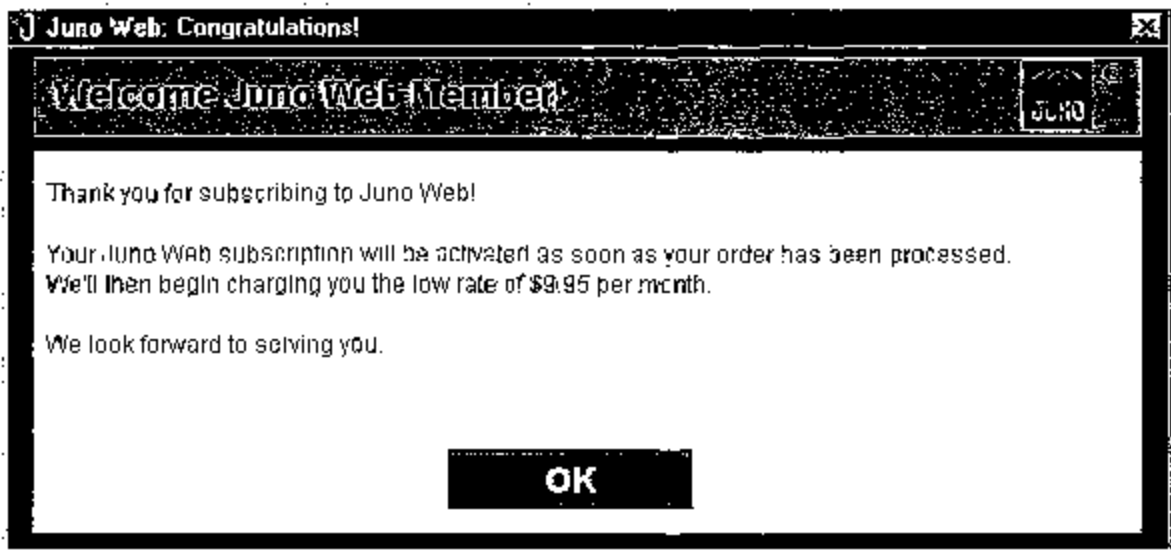 Juno Web: Congratulations!
Welcome Juno Web Member!
JUNO
Thank you for subscribing to Juno Web!
Your Juno Web subscription will be activated as soon as your order has been processed.
We'll then begin charging you the low rate of $9.95 per month.
We look forward to serving you.
OK